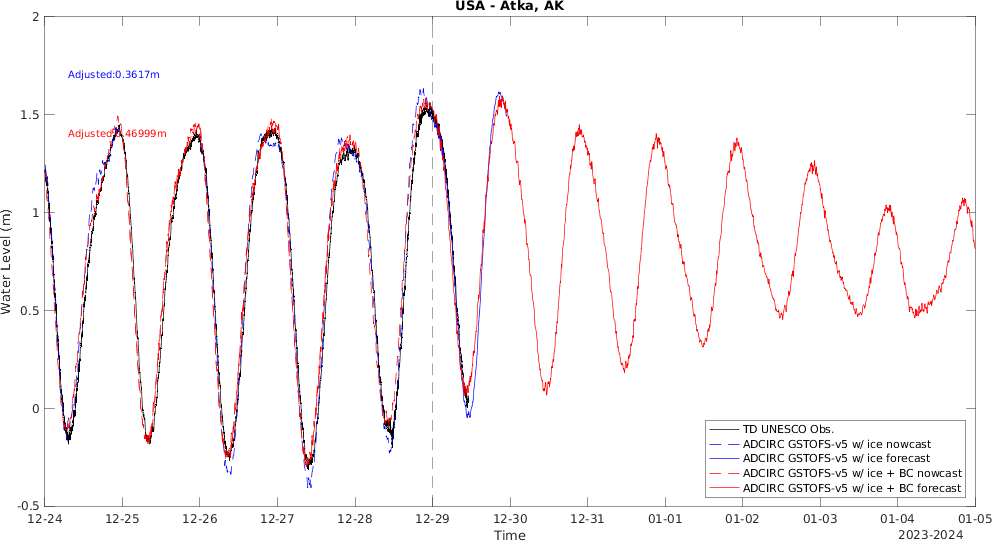 USA - Atka, AK
2
1.5
1
0.5
0
-0.5
Water Level (m)
Adjusted:0.3617m
Adjusted:0.46999m
TD UNESCO Obs.
ADCIRC GSTOFS-v5 w/ ice nowcast
ADCIRC GSTOFS-v5 w/ ice forecast
ADCIRC GSTOFS-v5 w/ ice + BC nowcast
ADCIRC GSTOFS-v5 w/ ice + BC forecast
12-24 12-25 12-26 12-27 12-28 12-29 12-30 12-31 01-01 01-02 01-03 01-04 01-05
Time
2023-2024